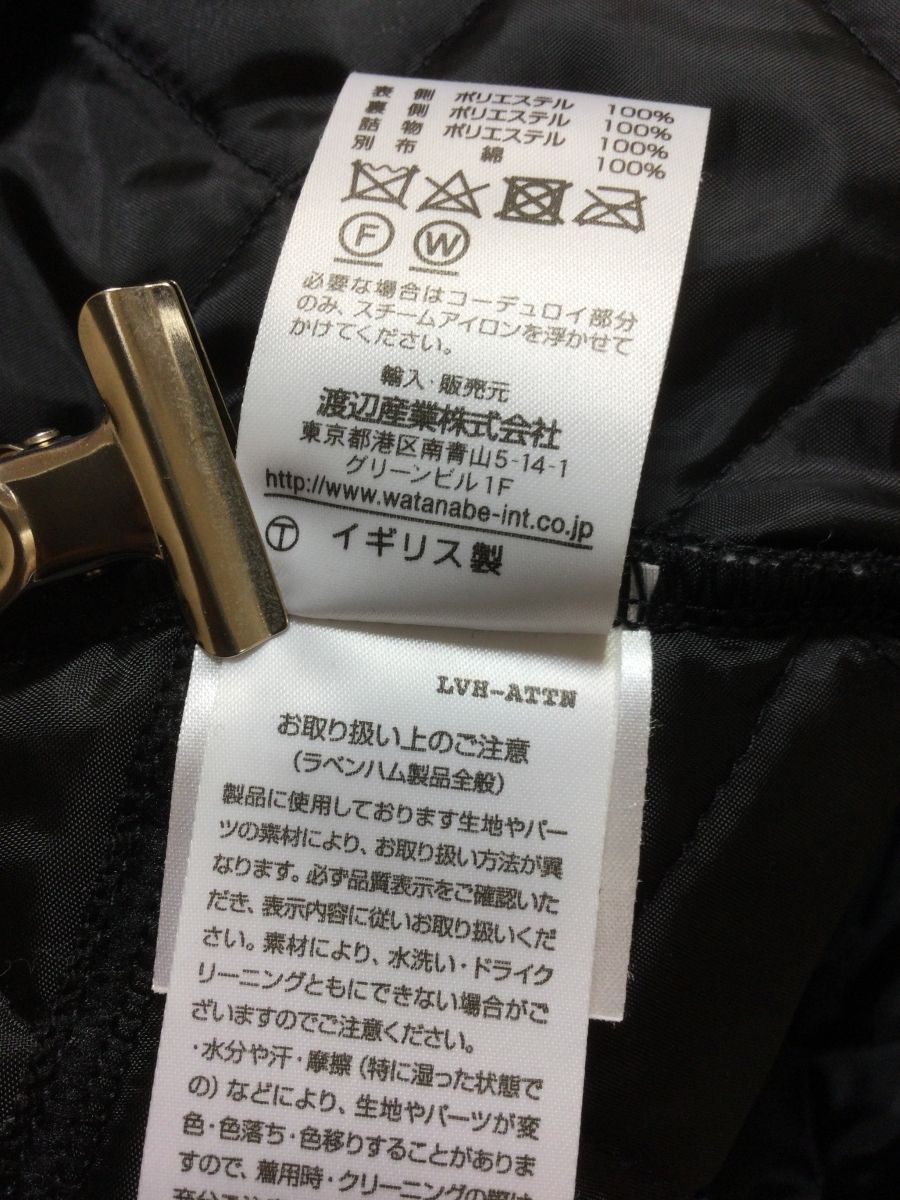 表側 ポリエステル 100%
裏側 ポリエステル 100%
詰物 ポリエステル 100%
別布 綿 100%
F W
必要な場合はコーデュロイ部分
のみ、スチームアイロンを浮かせて
かけてください。
輸入・販売元
渡辺産業株式会社
東京都港区南青山5-14-1
グリーンビル1F
http://www.watanabe-int.co.jp
T イギリス製
LVH-ATTN
お取り扱い上のご注意
(ラベンハム製品全般)
製品に使用しております生地やパー
ツの素材により、お取り扱い方法が異
なります。必ず品質表示をご確認いた
だき、表示内容に従いお取り扱いくだ
さい。素材により、水洗い・ドライク
リーニングともにできない場合がご
ざいますのでご注意ください。
・水分や汗・摩擦(特に湿った状態で
の)などにより、生地やパーツが変
色・色落ち・色移りすることがありま
すので、着用時・クリーニングの際は